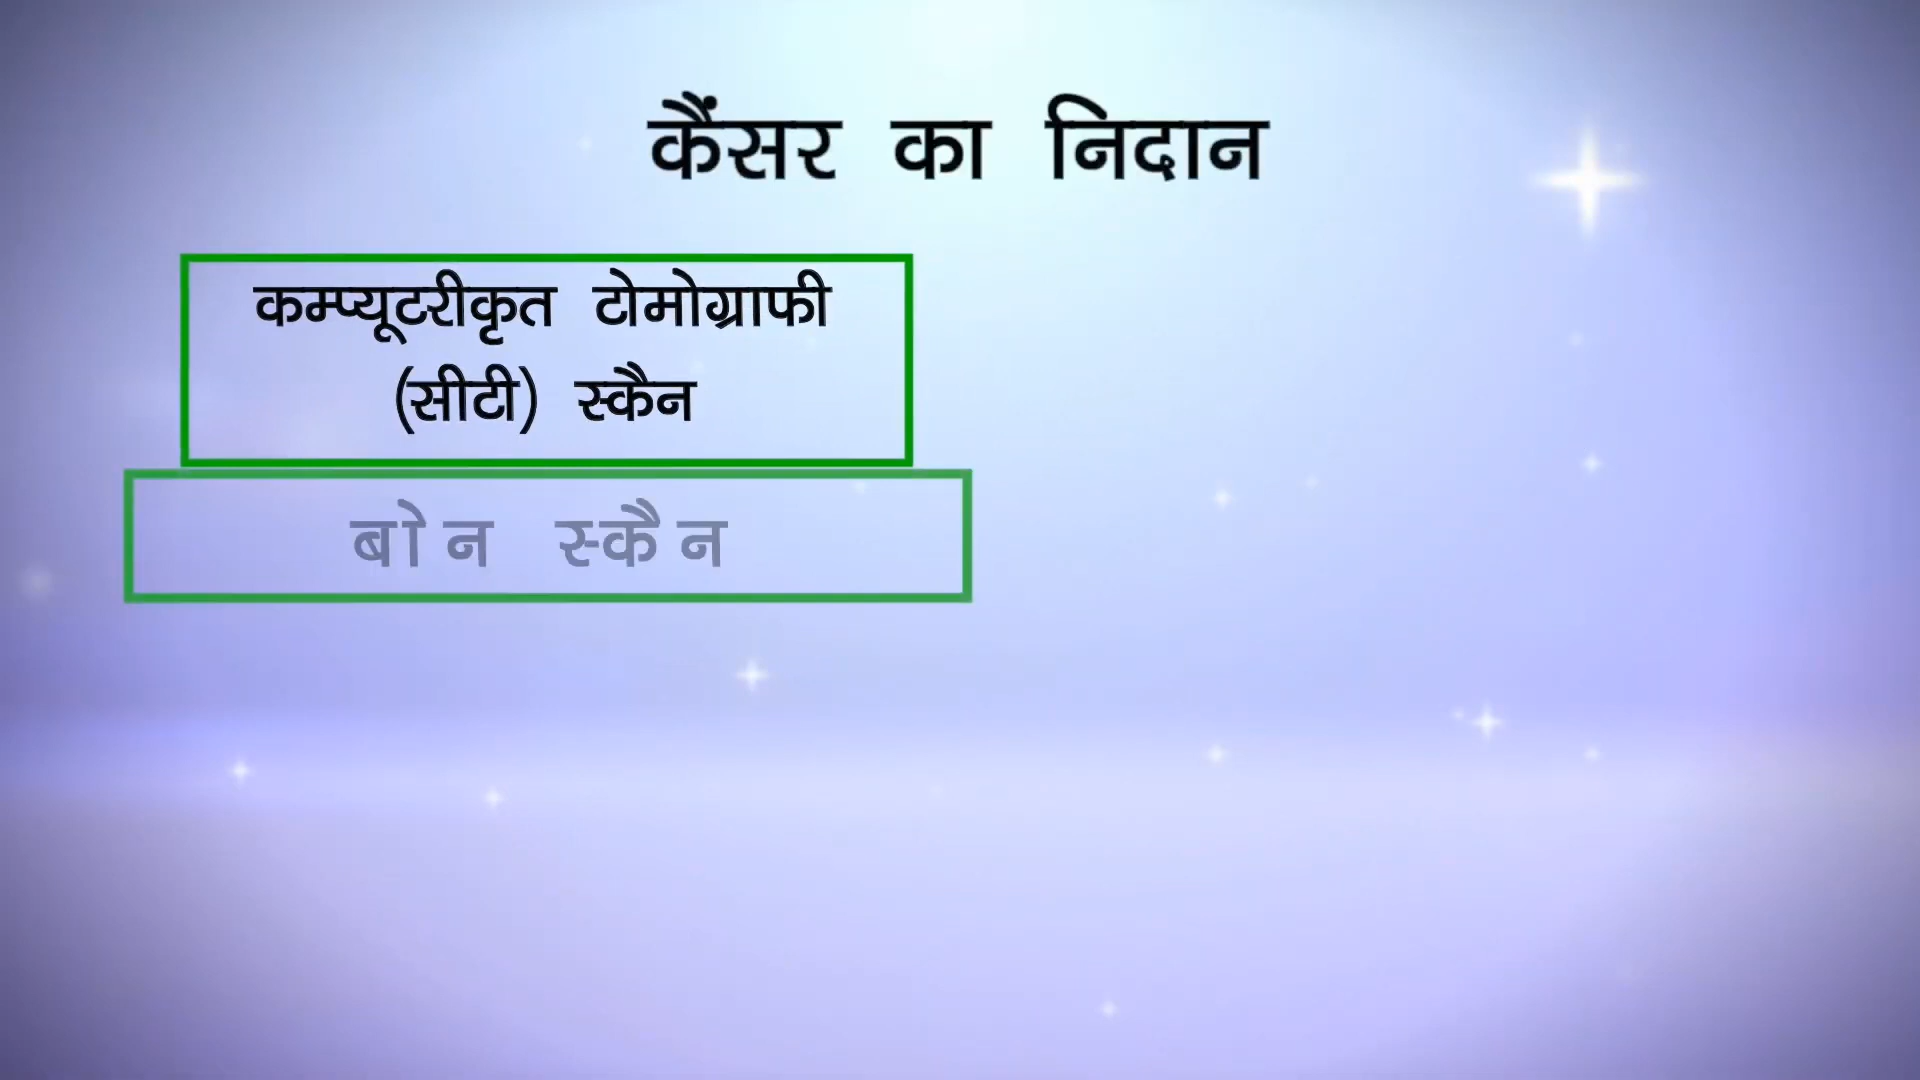 कैंसर का निदान
कम्प्यूटरीकृत टोमोग्राफी
(सीटी) स्कैन
बोन स्कैन